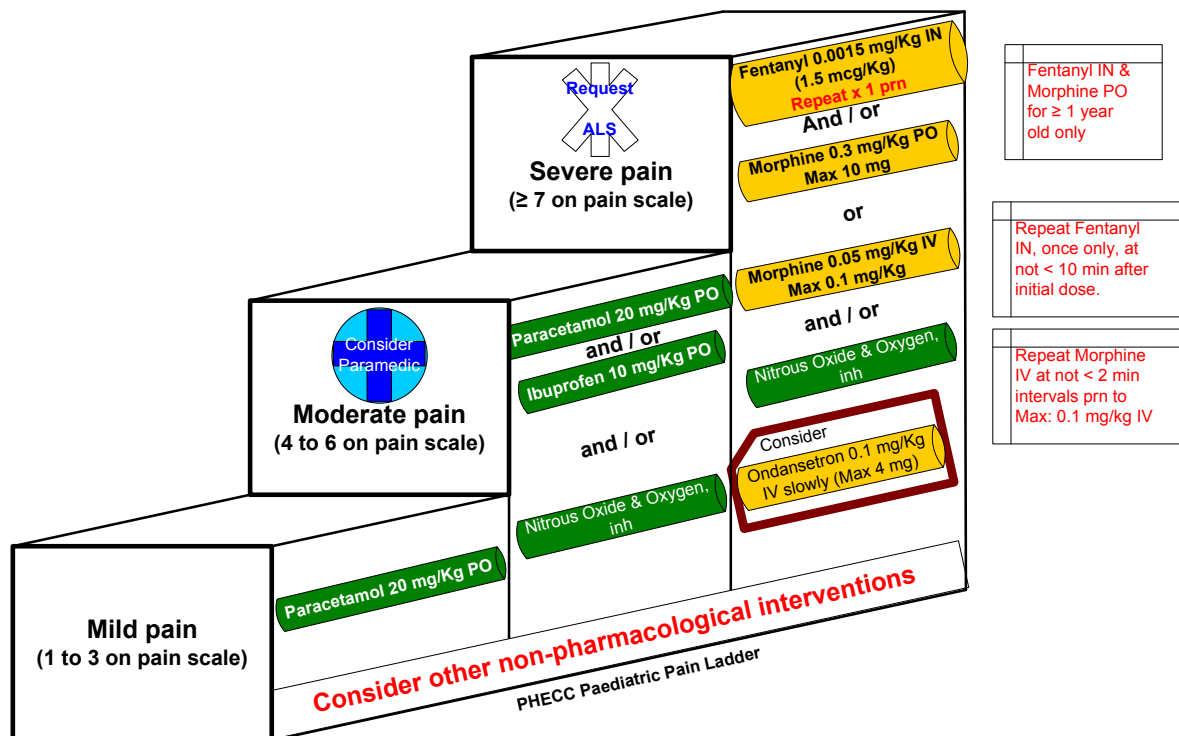 Request
ALS
Severe pain
(≥ 7 on pain scale)
Fentanyl 0.0015 mg/Kg IN
(1.5 mcg/Kg)
Repeat x 1 prn
And / or
Morphine 0.3 mg/Kg PO
Max 10 mg
or
Morphine 0.05 mg/Kg IV
Max 0.1 mg/Kg
and / or
Nitrous Oxide & Oxygen,
inh
Consider
Ondansetron 0.1 mg/Kg
IV slowly (Max 4 mg)
Fentanyl IN &
Morphine PO
for ≥ 1 year
old only
Repeat Fentanyl
IN, once only, at
not < 10 min after
initial dose.
Repeat Morphine
IV at not < 2 min
intervals prn to
Max: 0.1 mg/kg IV
Consider
Paramedic
Moderate pain
(4 to 6 on pain scale)
Paracetamol 20 mg/Kg PO
and / or
Ibuprofen 10 mg/Kg PO
and / or
Nitrous Oxide & Oxygen,
inh
Mild pain
(1 to 3 on pain scale)
Paracetamol 20 mg/Kg PO
Consider other non-pharmacological interventions
PHECC Paediatric Pain Ladder